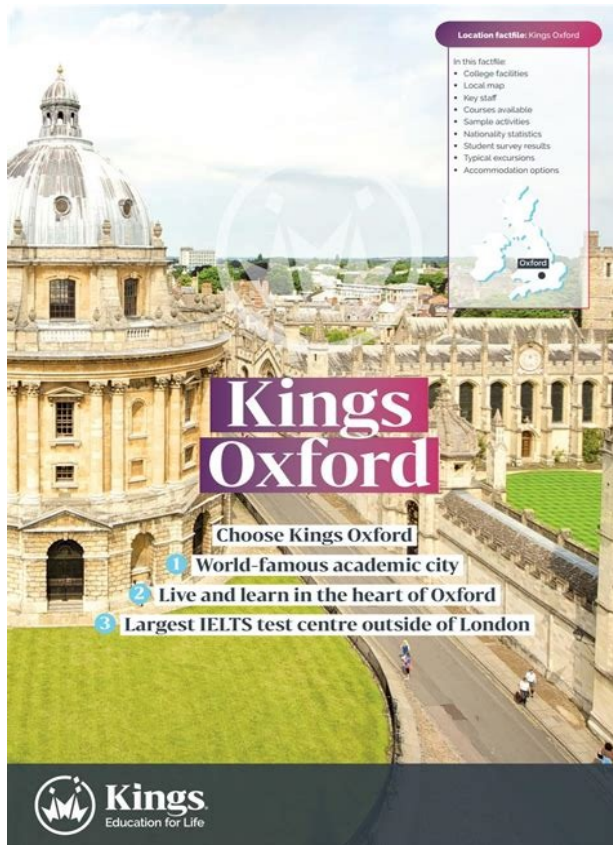 Location factfile: Kings Oxford
In this factfile:
• College facilities
• Local map
• Key staff
• Courses available
• Sample activities
• Nationality statistics
• Student survey results
• Typical excursions
• Accommodation options
Oxford
Kings
Oxford
Choose Kings Oxford
1 World-famous academic city
2 Live and learn in the heart of Oxford
3 Largest IELTS test centre outside of London
Kings
Education for Life